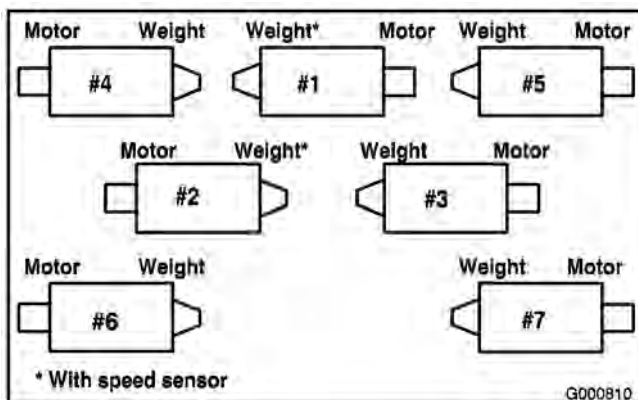 Motor Weight Weight* Motor Weight Motor
#4 #1 #5
Motor Weight* Weight Motor
#2 #3
Motor Weight Weight Motor
#6 #7
* With speed sensor
G000810